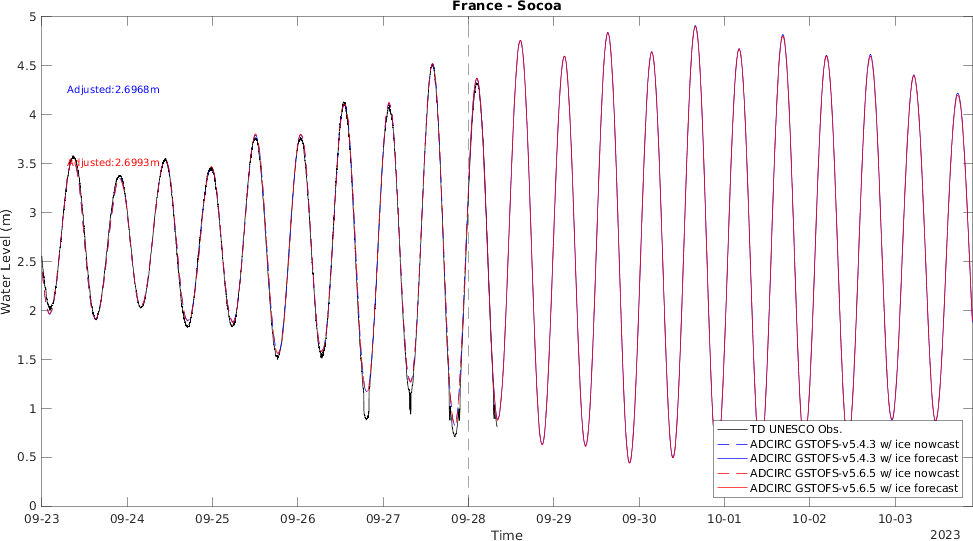 France - Socoa
5
4.5
4
3.5
3
2.5
2
1.5
1
0.5
0
Water Level (m)
Adjusted:2.6968m
Adjusted:2.6993m
TD UNESCO Obs.
ADCIRC GSTOFS-v5.4.3 w/ ice nowcast
ADCIRC GSTOFS-v5.4.3 w/ ice forecast
ADCIRC GSTOFS-v5.6.5 w/ ice nowcast
ADCIRC GSTOFS-v5.6.5 w/ ice forecast
09-23 09-24 09-25 09-26 09-27 09-28 09-29 09-30 10-01 10-02 10-03
Time
2023